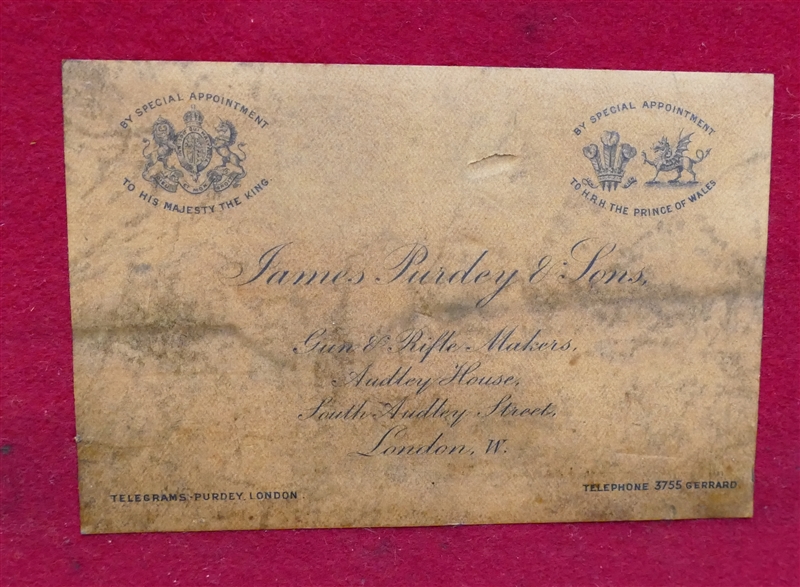 BY SPECIAL APPOINTMENT
TO HIS MAJESTY THE KING.
BY SPECIAL APPOINTMENT
TO H.R.H. THE PRINCE OF WALES
James Purdey & Sons,
Gun & Rifle Makers,
Audley House,
South Audley Street,
London, W.
TELEGRAMS·PURDEY, LONDON.
TELEPHONE 3755 GERRARD.